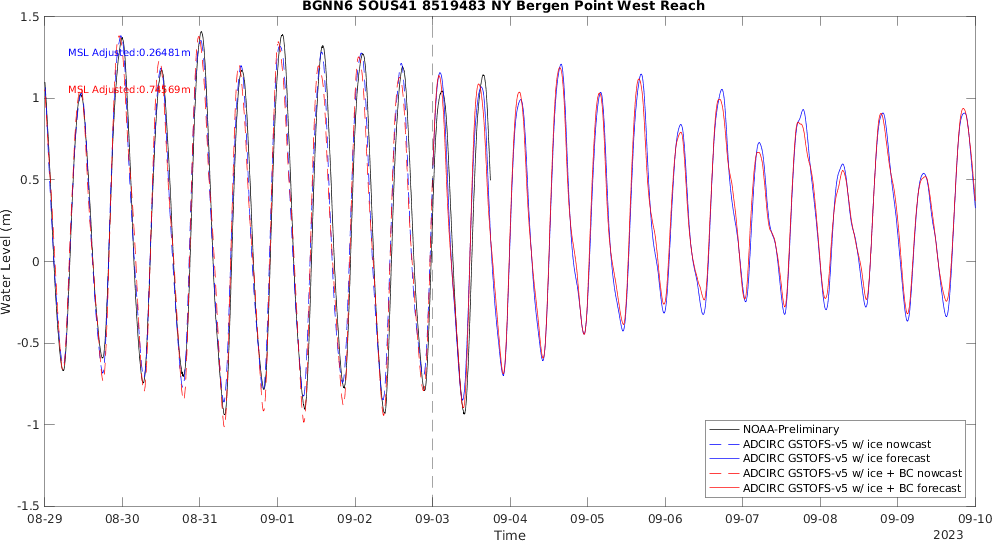 BGNN6 SOUS41 8519483 NY Bergen Point West Reach
1.5
MSL Adjusted:0.26481m
MSL Adjusted:0.74569m
1
0.5
0
-0.5
-1
-1.5
Water Level (m)
NOAA-Preliminary
ADCIRC GSTOFS-v5 w/ ice nowcast
ADCIRC GSTOFS-v5 w/ ice forecast
ADCIRC GSTOFS-v5 w/ ice + BC nowcast
ADCIRC GSTOFS-v5 w/ ice + BC forecast
08-29 08-30 08-31 09-01 09-02 09-03 09-04 09-05 09-06 09-07 09-08 09-09 09-10
Time
2023